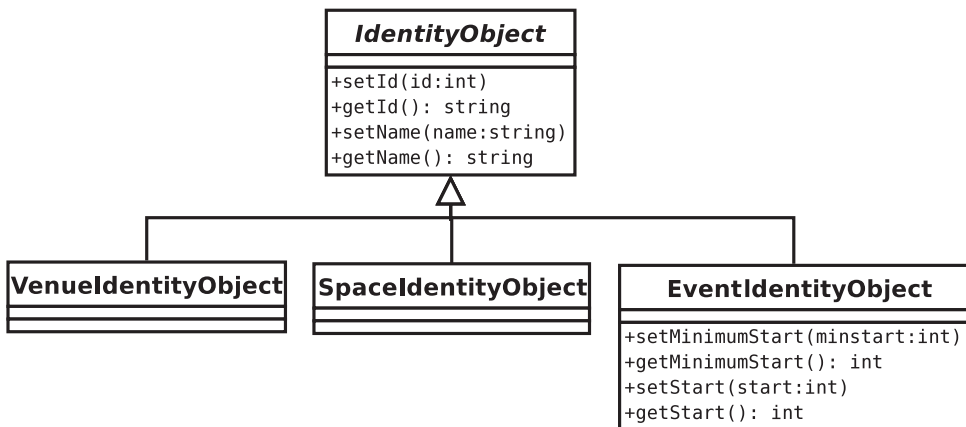 IdentityObject
+setId(id:int)
+getId(): string
+setName(name:string)
+getName(): string
VenueIdentityObject
SpaceIdentityObject
EventIdentityObject
+setMinimumStart(minstart:int)
+getMinimumStart(): int
+setStart(start:int)
+getStart(): int